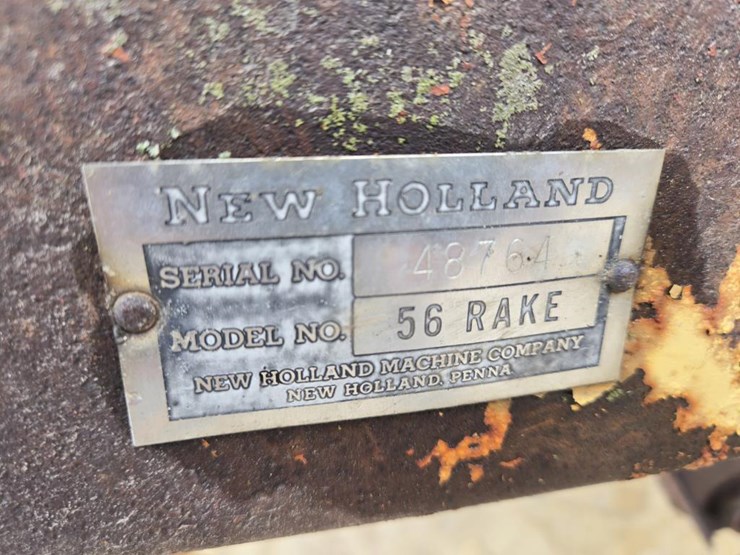 NEW HOLLAND
SERIAL NO. 48764
MODEL NO. 56 RAKE
NEW HOLLAND MACHINE COMPANY
NEW HOLLAND, PENNA